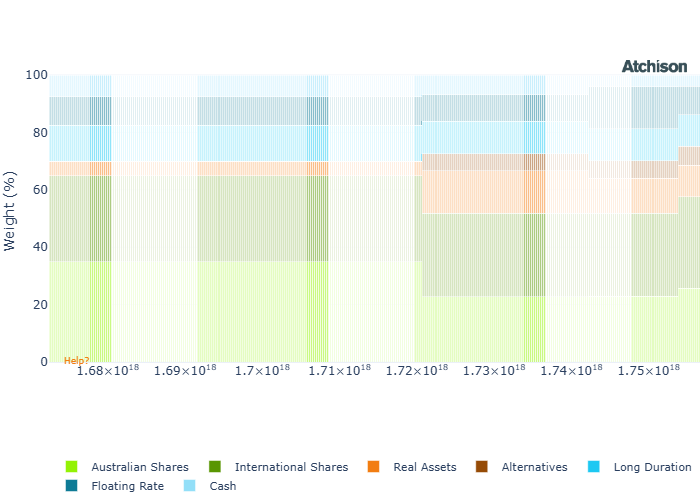 Atchison
Weight (%)
100
80
60
40
20
0
Help?
1.68×10¹⁸ 1.69×10¹⁸ 1.7×10¹⁸ 1.71×10¹⁸ 1.72×10¹⁸ 1.73×10¹⁸ 1.74×10¹⁸ 1.75×10¹⁸
Australian Shares International Shares Real Assets Alternatives Long Duration
Floating Rate Cash